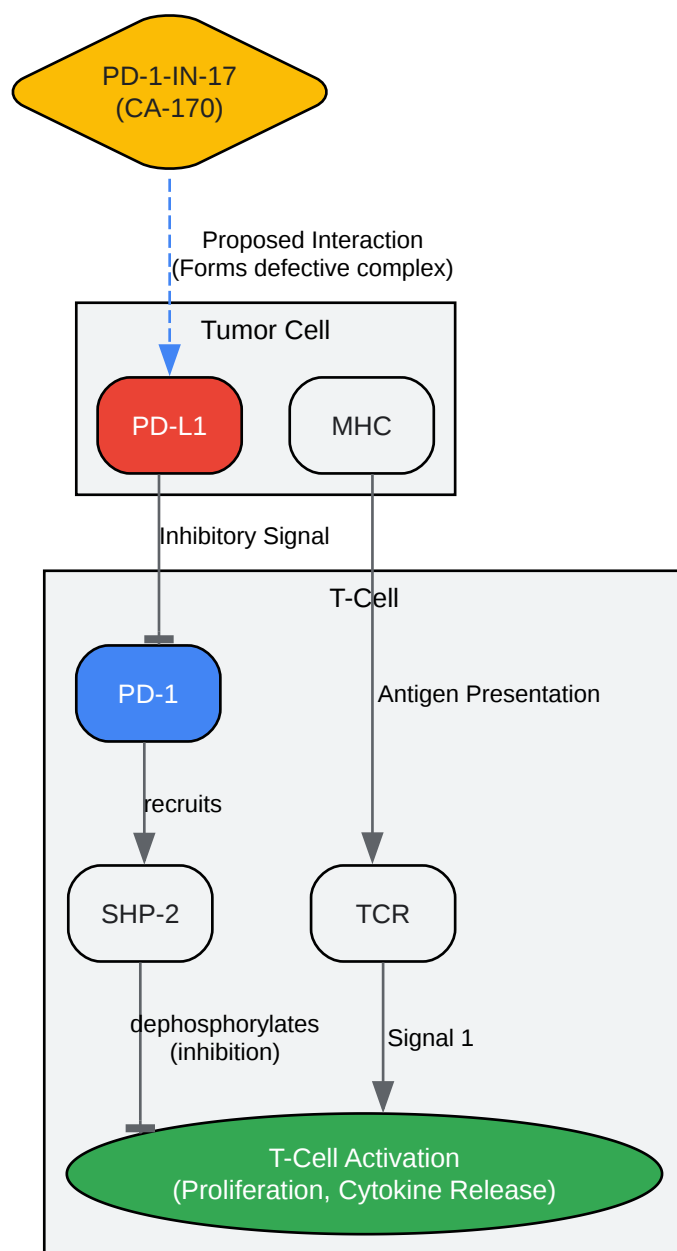 PD-1-IN-17
(CA-170)
Proposed Interaction
(Forms defective complex)
Tumor Cell
PD-L1
MHC
Inhibitory Signal
T-Cell
PD-1
Antigen Presentation
recruits
SHP-2
TCR
dephosphorylates
(inhibition)
Signal 1
T-Cell Activation
(Proliferation, Cytokine Release)